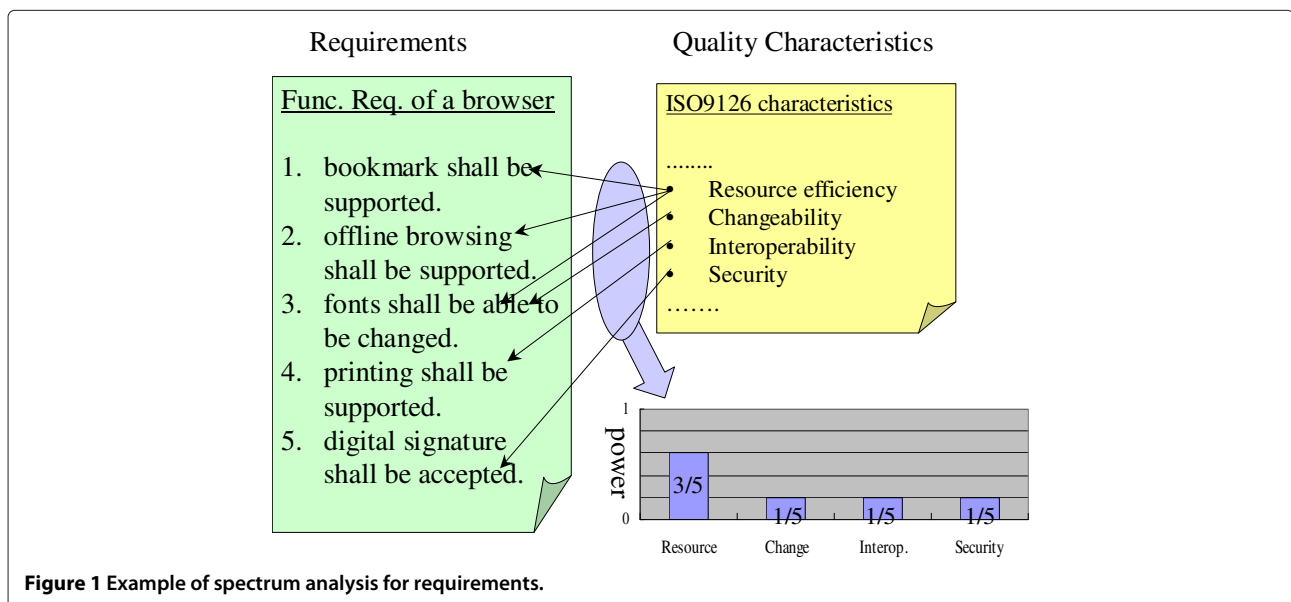 Requirements
Quality Characteristics
Func. Req. of a browser
1. bookmark shall be
supported.
2. offline browsing
shall be supported.
3. fonts shall be able to
be changed.
4. printing shall be
supported.
5. digital signature
shall be accepted.
ISO9126 characteristics
........
• Resource efficiency
• Changeability
• Interoperability
• Security
.......
power
1
0
3/5
1/5
1/5
1/5
Resource
Change
Interop.
Security
Figure 1 Example of spectrum analysis for requirements.